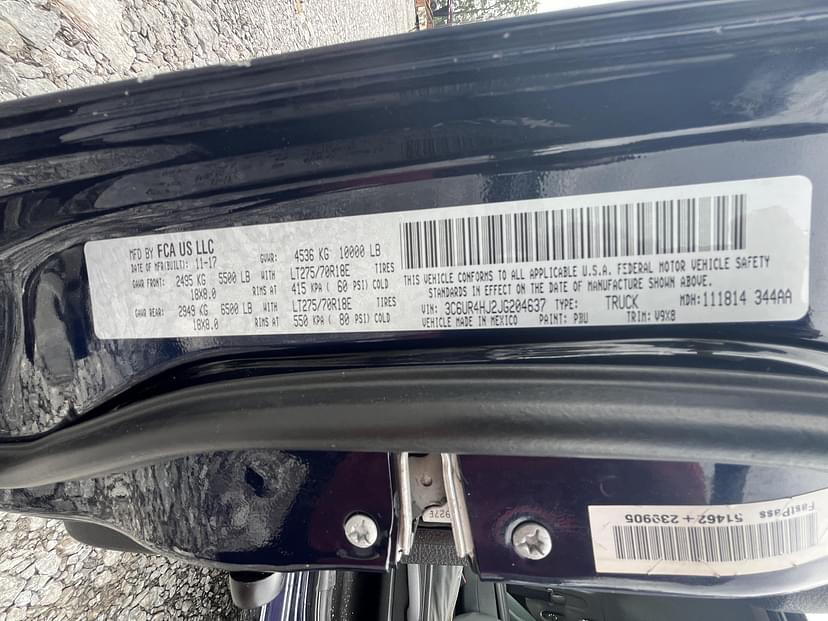 MFD BY FCA US LLC
DATE OF MFR(BUILT): 11-17 GVWR: 4536 KG 10000 LB
GAWR FRONT: 2495 KG 5500 LB WITH LT275/70R18E TIRES
18X8.0 RIMS AT 415 KPA ( 60 PSI) COLD
GAWR REAR: 2949 KG 6500 LB WITH LT275/70R18E TIRES
18X8.0 RIMS AT 550 KPA ( 80 PSI) COLD
THIS VEHICLE CONFORMS TO ALL APPLICABLE U.S.A. FEDERAL MOTOR VEHICLE SAFETY
STANDARDS IN EFFECT ON THE DATE OF MANUFACTURE SHOWN ABOVE.
VIN: 3C6UR4HJ2JG204637 TYPE: TRUCK MDH:111814 344AA
VEHICLE MADE IN MEXICO PAINT: PBU TRIM: V9X8
927E
FastPass
51462 + 230905